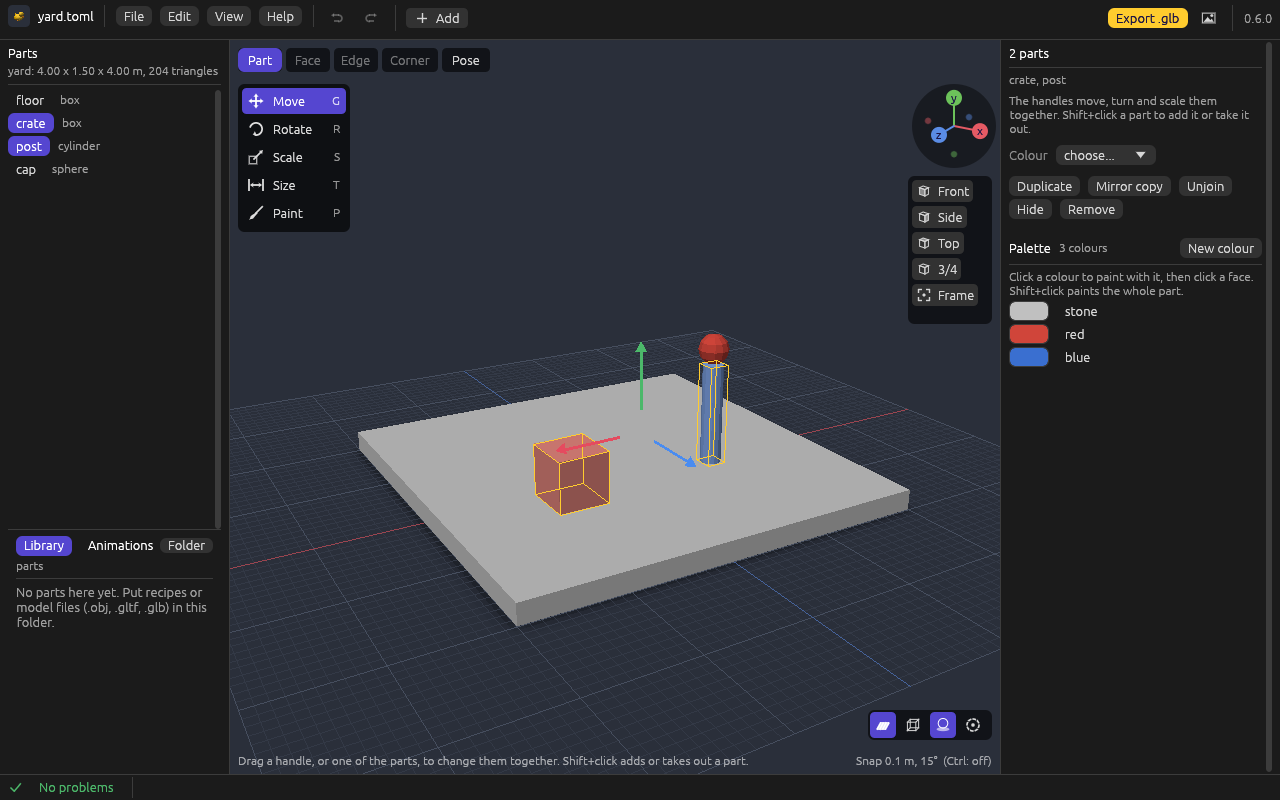 yard.toml File Edit View Help + Add Export .glb 0.6.0
Parts
yard: 4.00 x 1.50 x 4.00 m, 204 triangles
floor box
crate box
post cylinder
cap sphere
Library Animations Folder
parts
No parts here yet. Put recipes or
model files (.obj, .gltf, .glb) in this
folder.
Part Face Edge Corner Pose
Move G
Rotate R
Scale S
Size T
Paint P
y
x
z
Front
Side
Top
3/4
Frame
Drag a handle, or one of the parts, to change them together. Shift+click adds or takes out a part. Snap 0.1 m, 15° (Ctrl: off)
2 parts
crate, post
The handles move, turn and scale them
together. Shift+click a part to add it or take it
out.
Colour choose...
Duplicate Mirror copy Unjoin
Hide Remove
Palette 3 colours New colour
Click a colour to paint with it, then click a face.
Shift+click paints the whole part.
stone
red
blue
No problems